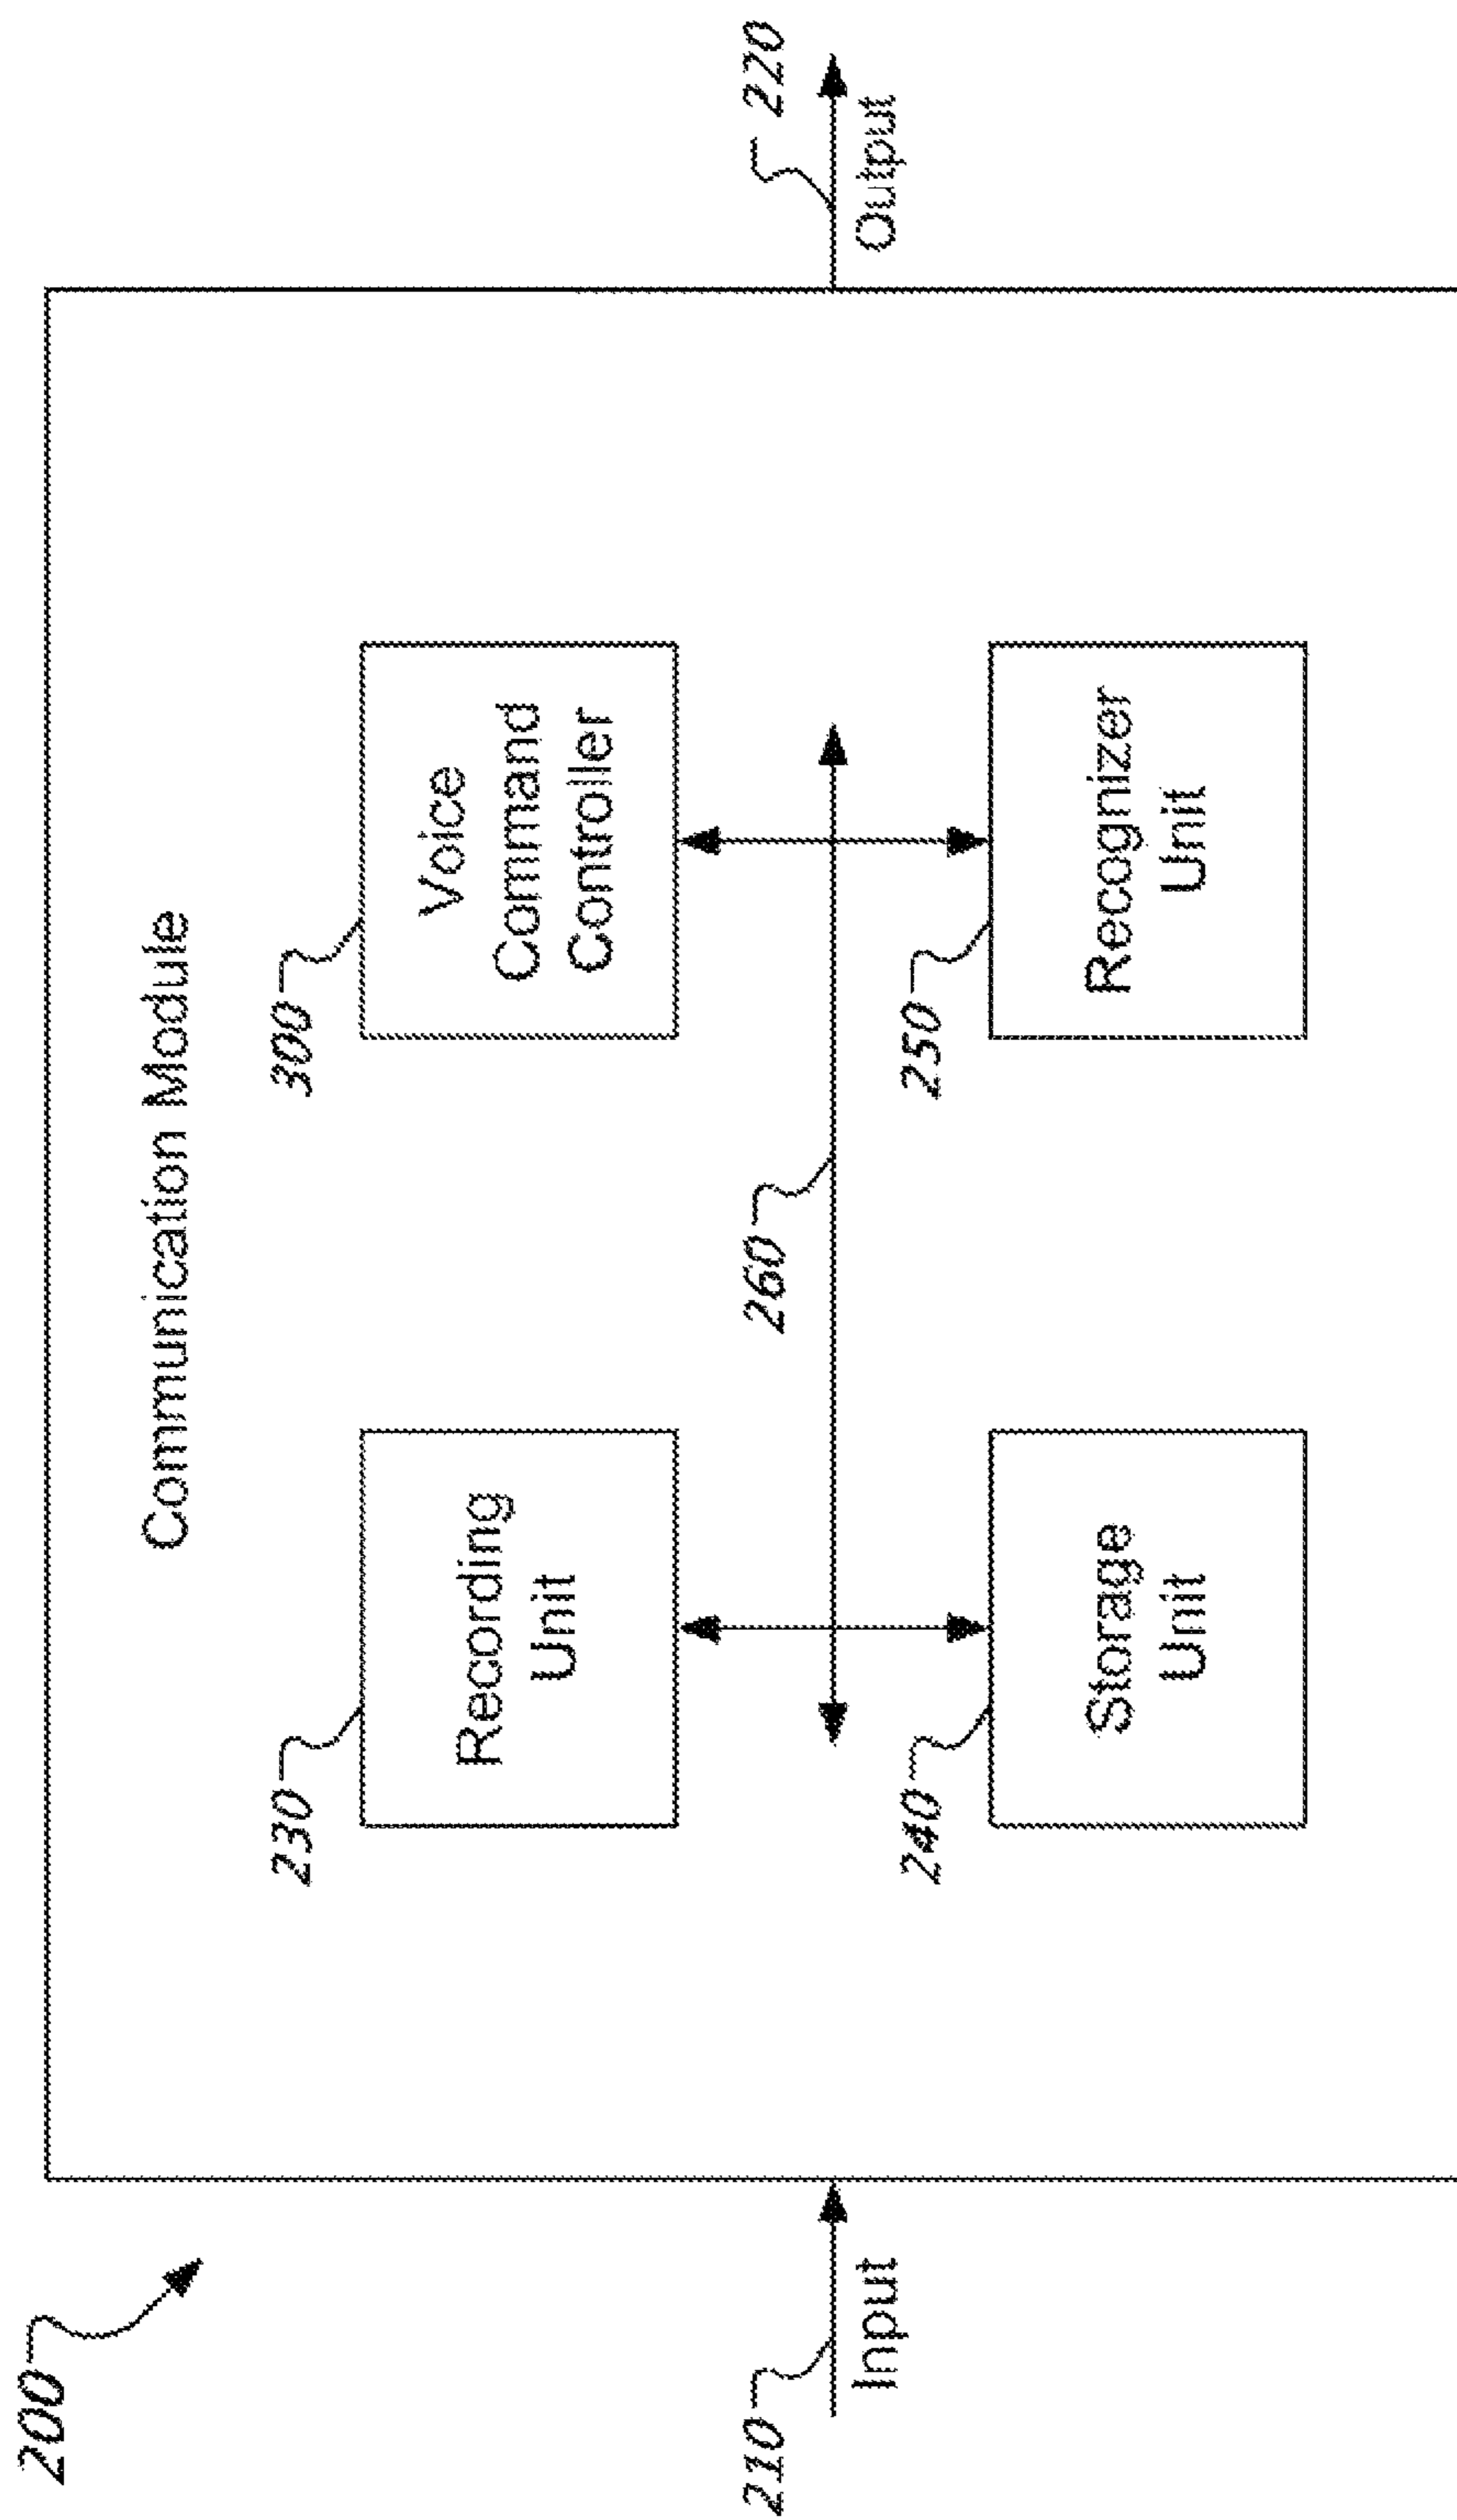 200
Communication Module
230
Recording
Unit
300
Voice
Command
Controller
210
Input
260
220
Output
240
Storage
Unit
250
Recognizer
Unit